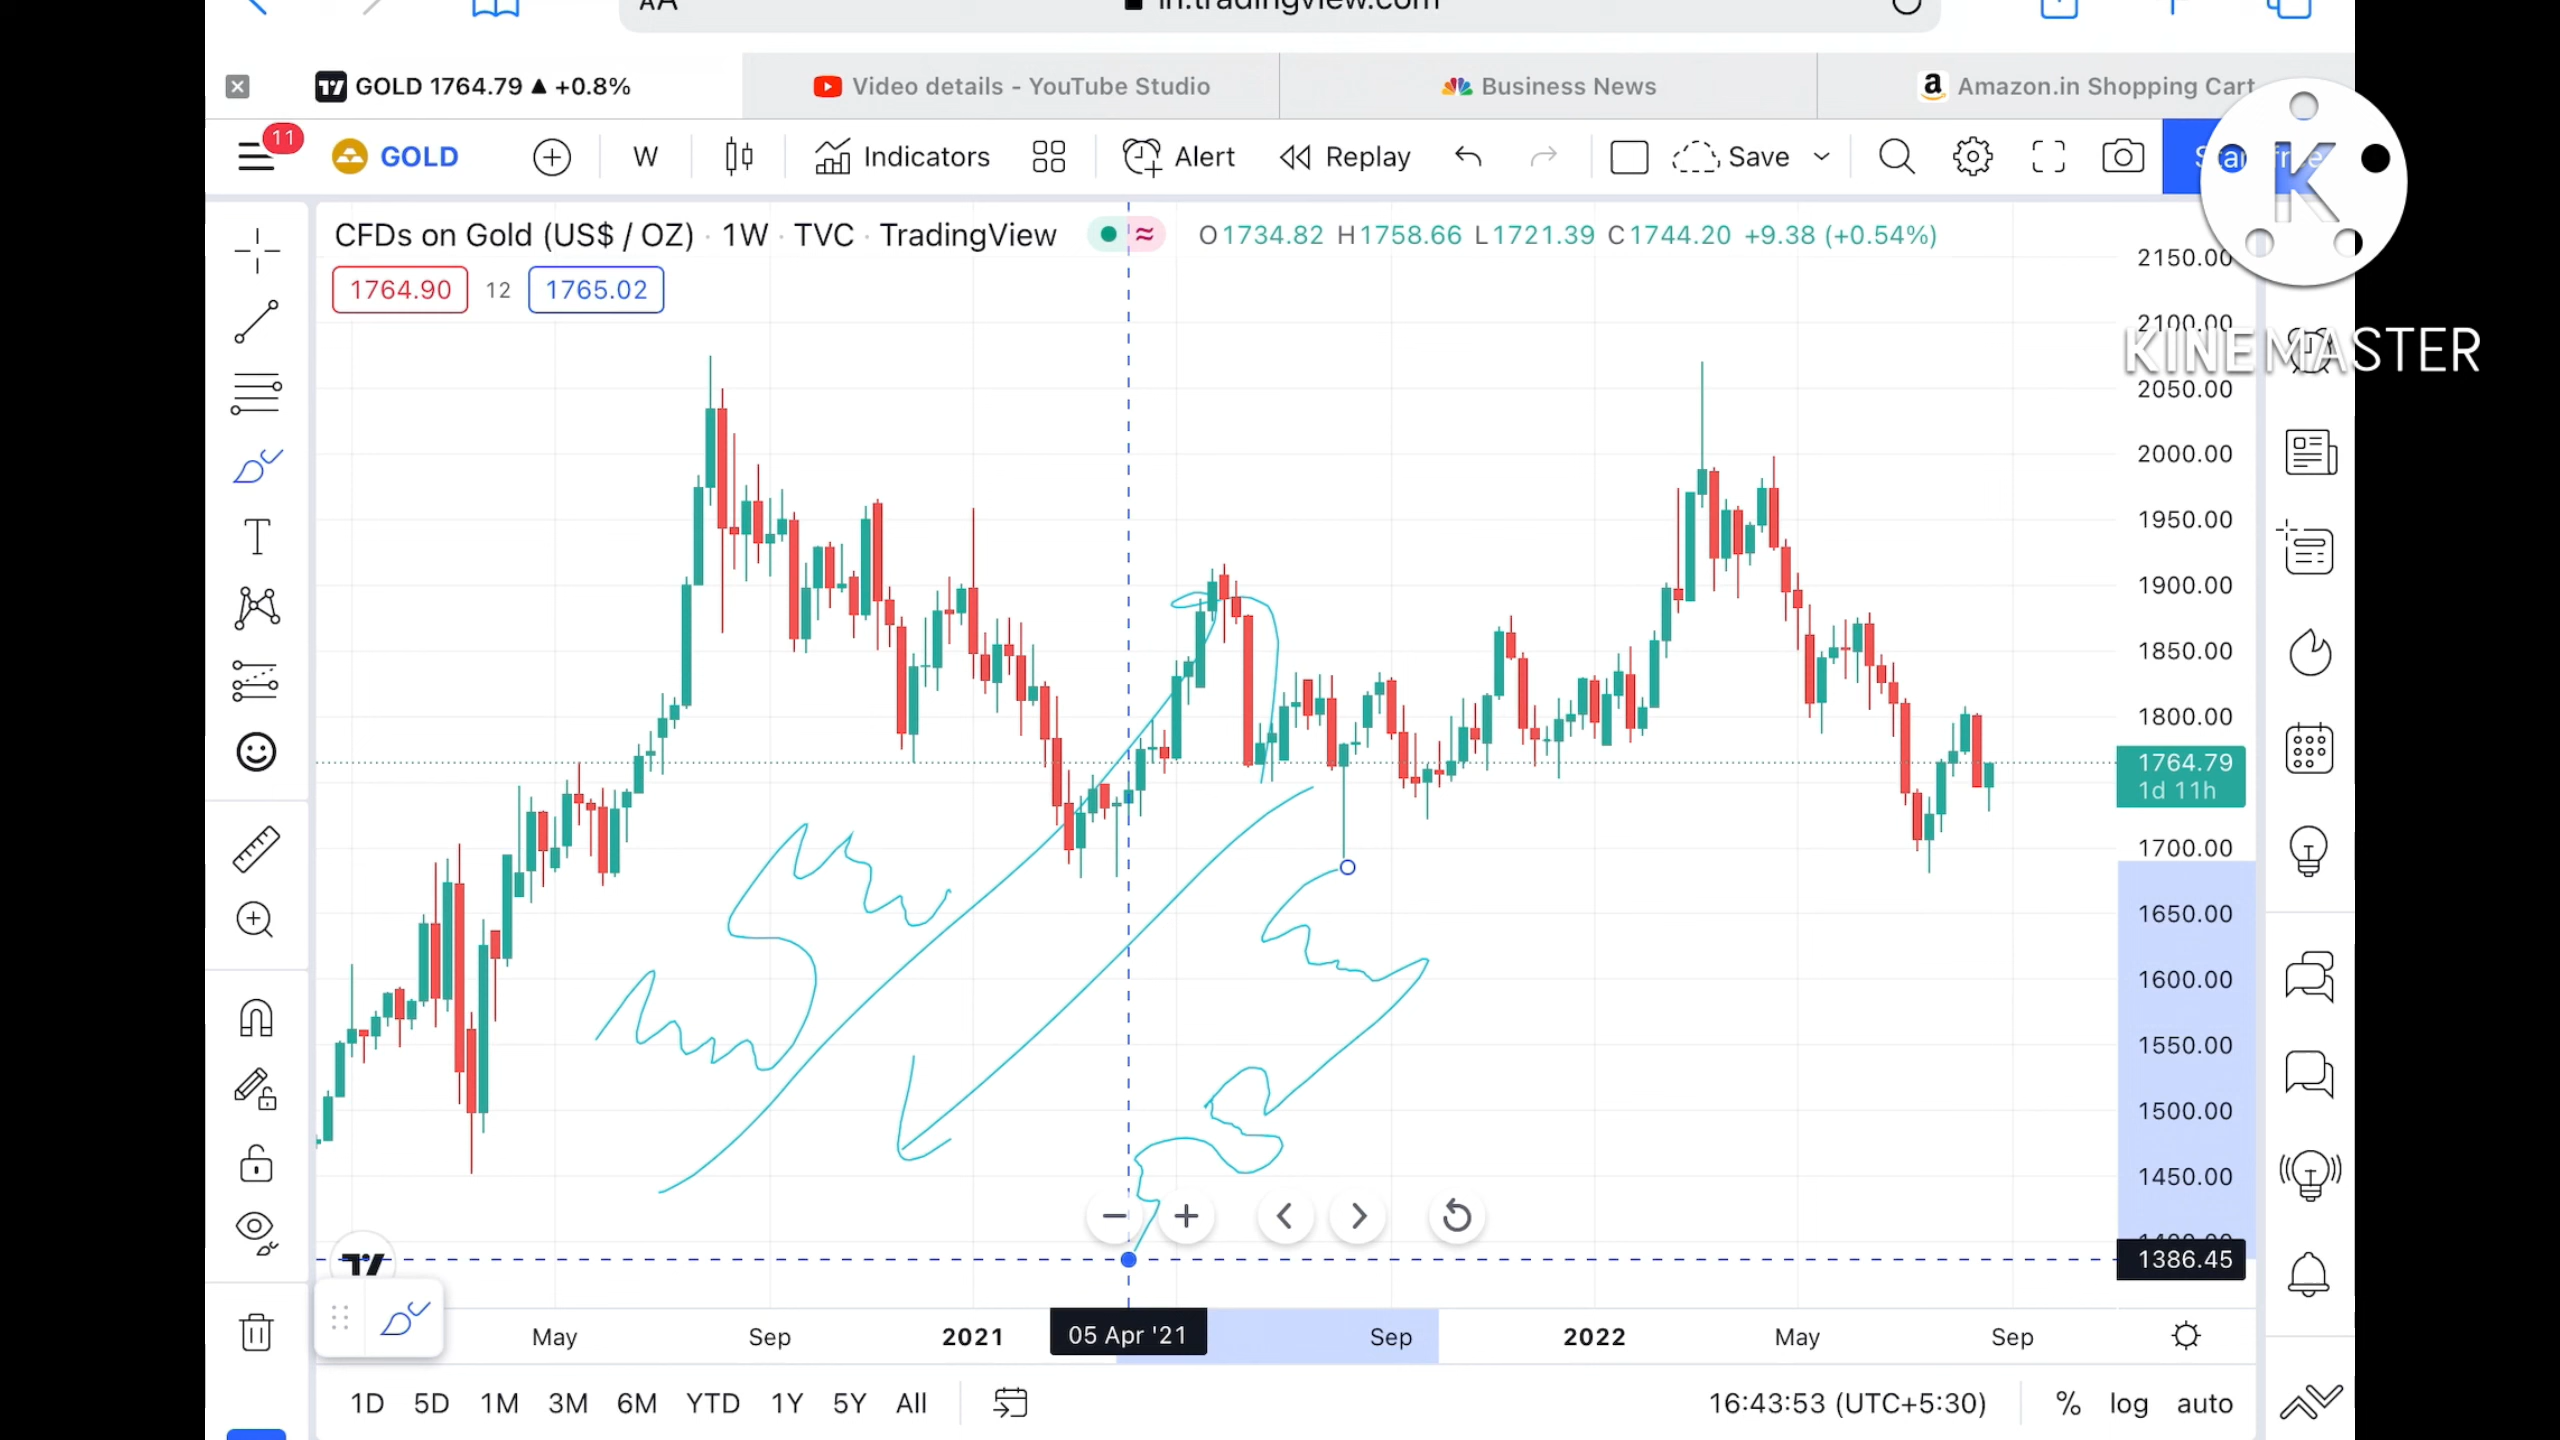 AA in.tradingview.com
GOLD 1764.79 ▲ +0.8%
Video details - YouTube Studio
Business News
Amazon.in Shopping Cart
11
GOLD
W
Indicators
Alert
Replay
Save
K
KINEMASTER
CFDs on Gold (US$ / OZ) · 1W · TVC · TradingView
O1734.82 H1758.66 L1721.39 C1744.20 +9.38 (+0.54%)
1764.90 12 1765.02
2150.00
2100.00
2050.00
2000.00
1950.00
1900.00
1850.00
1800.00
1764.79
1d 11h
1700.00
1650.00
1600.00
1550.00
1500.00
1450.00
1386.45
May Sep 2021 05 Apr '21 Sep 2022 May Sep
1D 5D 1M 3M 6M YTD 1Y 5Y All
16:43:53 (UTC+5:30) % log auto